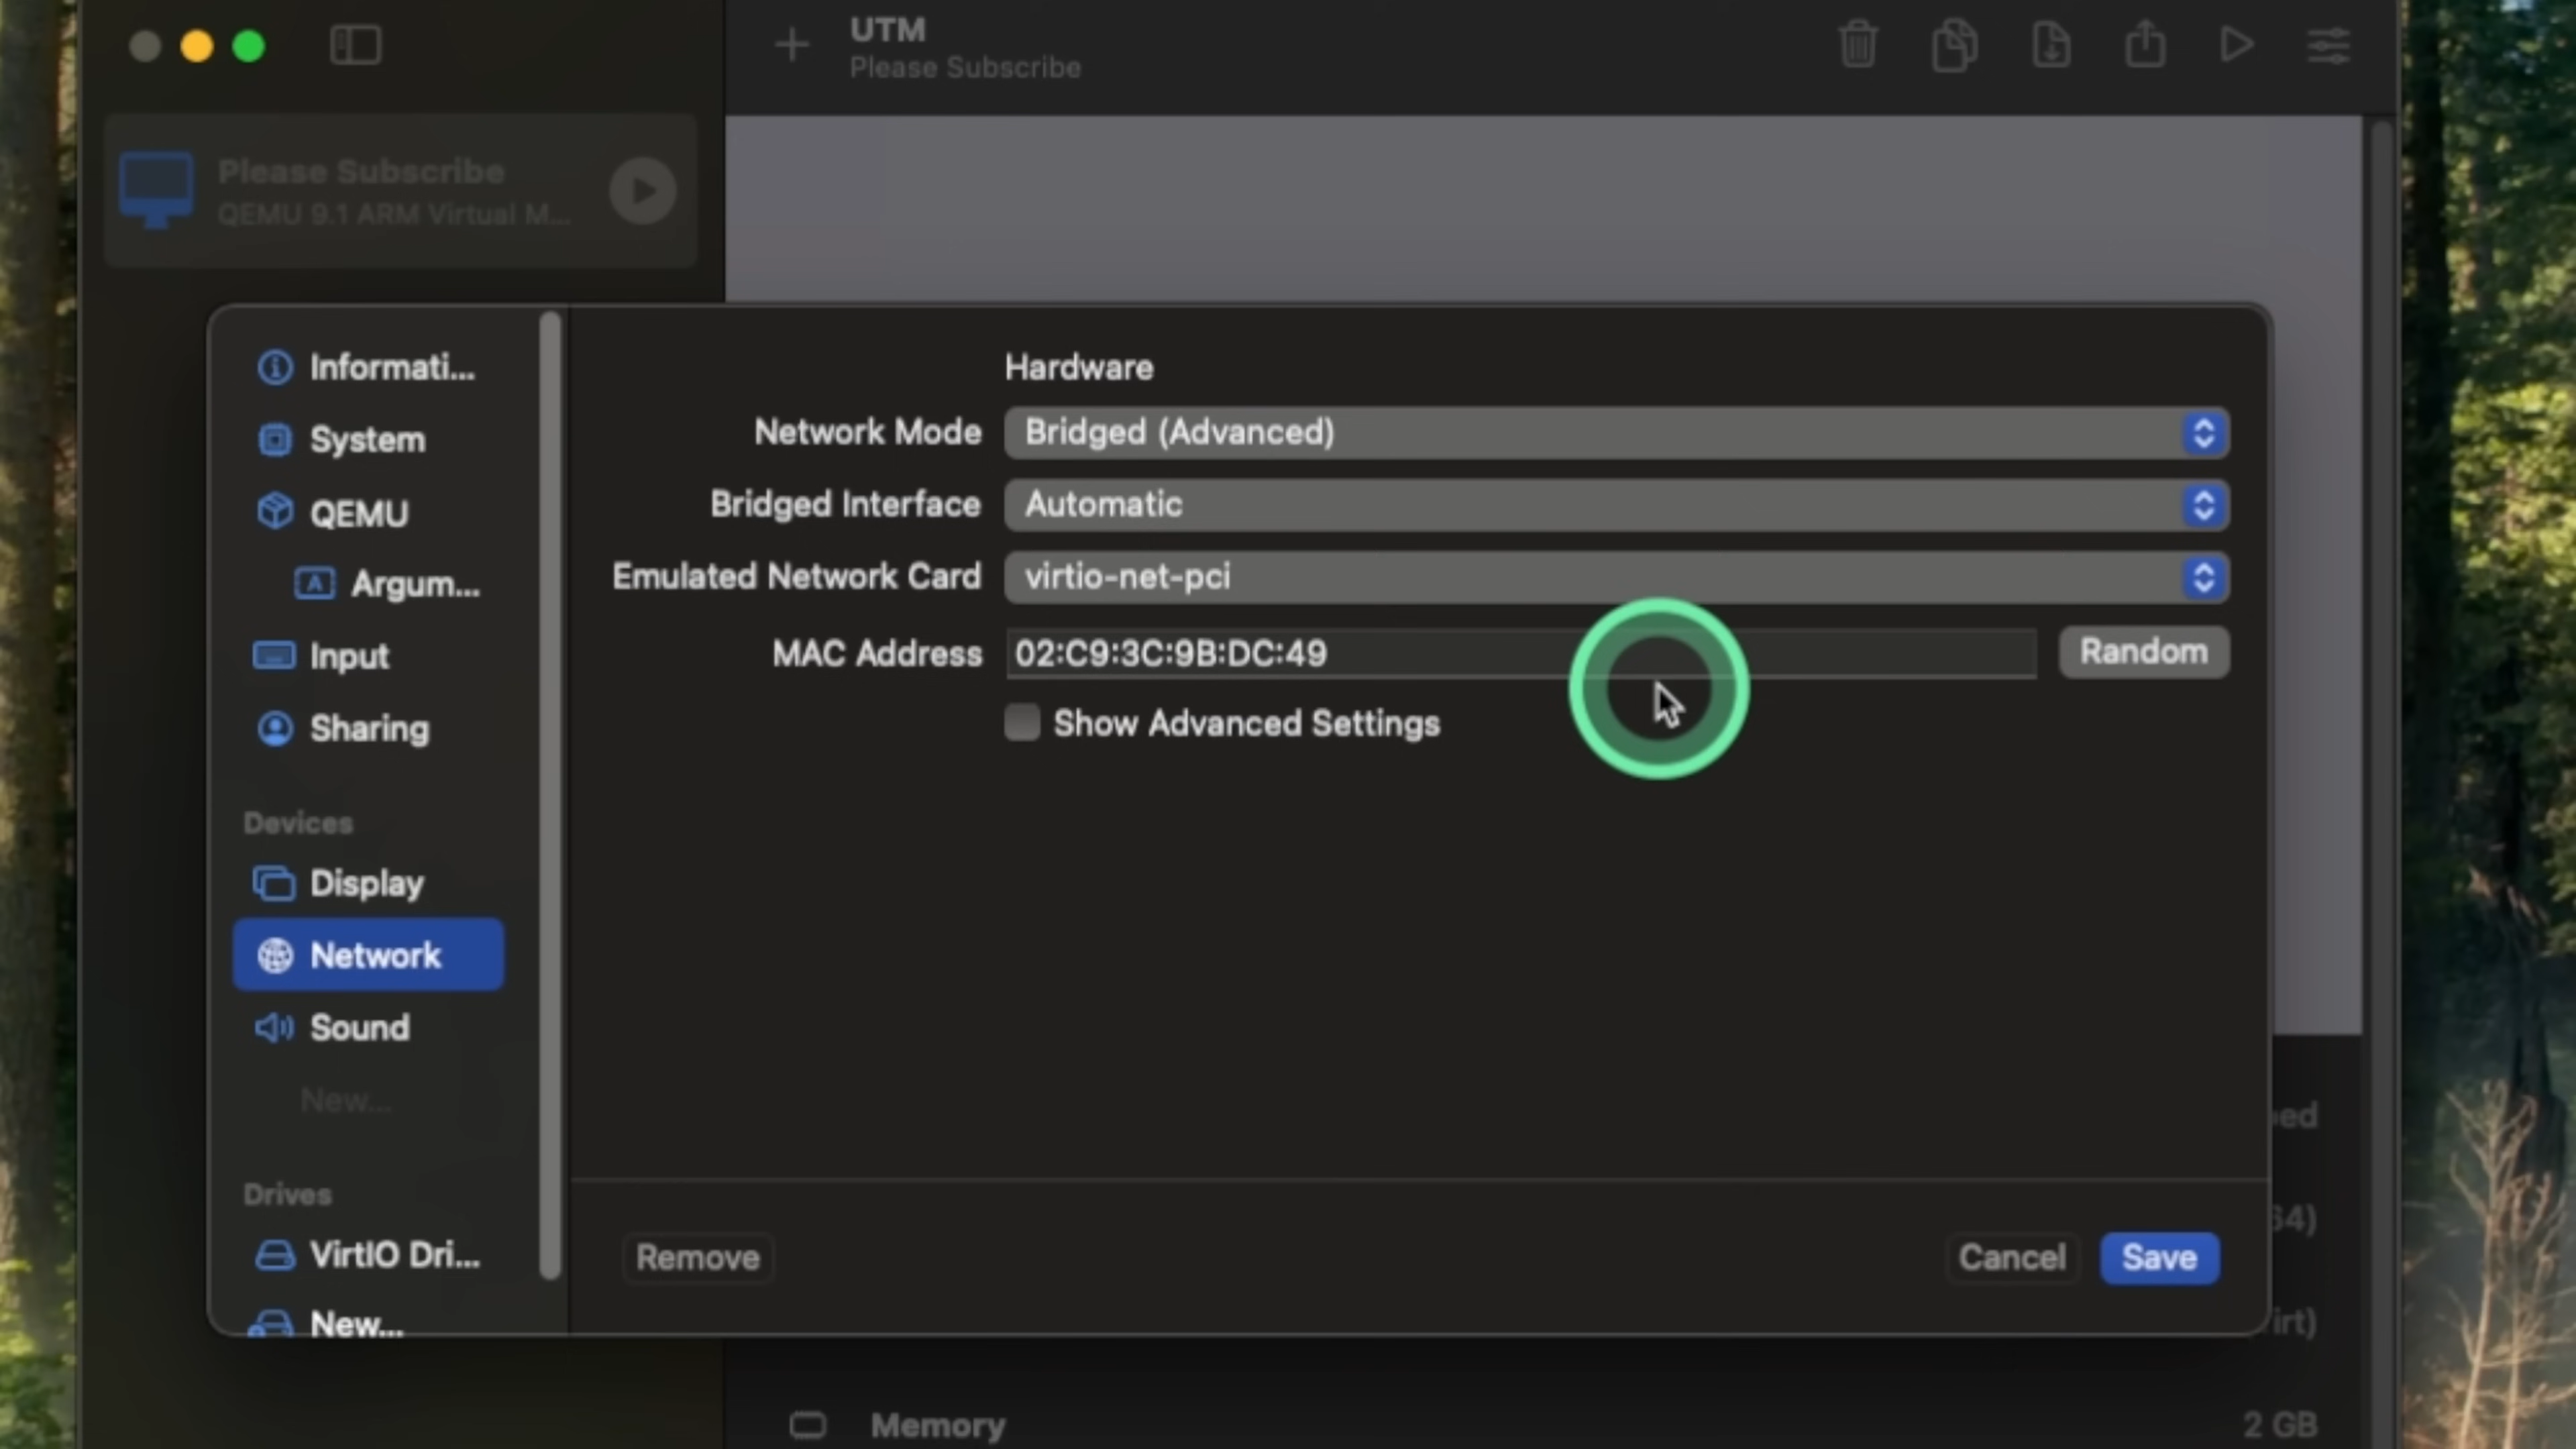 UTM
Please Subscribe
Please Subscribe
QEMU 9.1 ARM Virtual M...
Informati...
System
QEMU
Argum...
Input
Sharing
Devices
Display
Network
Sound
New...
Drives
VirtIO Dri...
New...
Hardware
Network Mode Bridged (Advanced)
Bridged Interface Automatic
Emulated Network Card virtio-net-pci
MAC Address 02:C9:3C:9B:DC:49 Random
Show Advanced Settings
Remove Cancel Save
Memory 2 GB